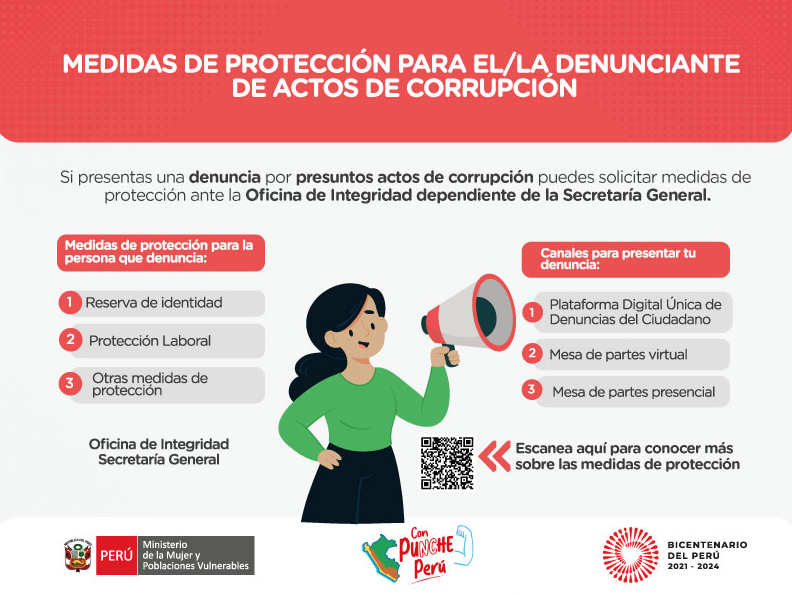 MEDIDAS DE PROTECCIÓN PARA EL/LA DENUNCIANTE
DE ACTOS DE CORRUPCIÓN
Si presentas una denuncia por presuntos actos de corrupción puedes solicitar medidas de
protección ante la Oficina de Integridad dependiente de la Secretaría General.
Medidas de protección para la
persona que denuncia:
1 Reserva de identidad
2 Protección Laboral
3 Otras medidas de
protección
Oficina de Integridad
Secretaría General
Canales para presentar tu
denuncia:
1 Plataforma Digital Única de
Denuncias del Ciudadano
2 Mesa de partes virtual
3 Mesa de partes presencial
Escanea aquí para conocer más
sobre las medidas de protección
PERÚ
Ministerio
de la Mujer y
Poblaciones Vulnerables
Con
PUNCHE
Perú
BICENTENARIO
DEL PERÚ
2021 - 2024